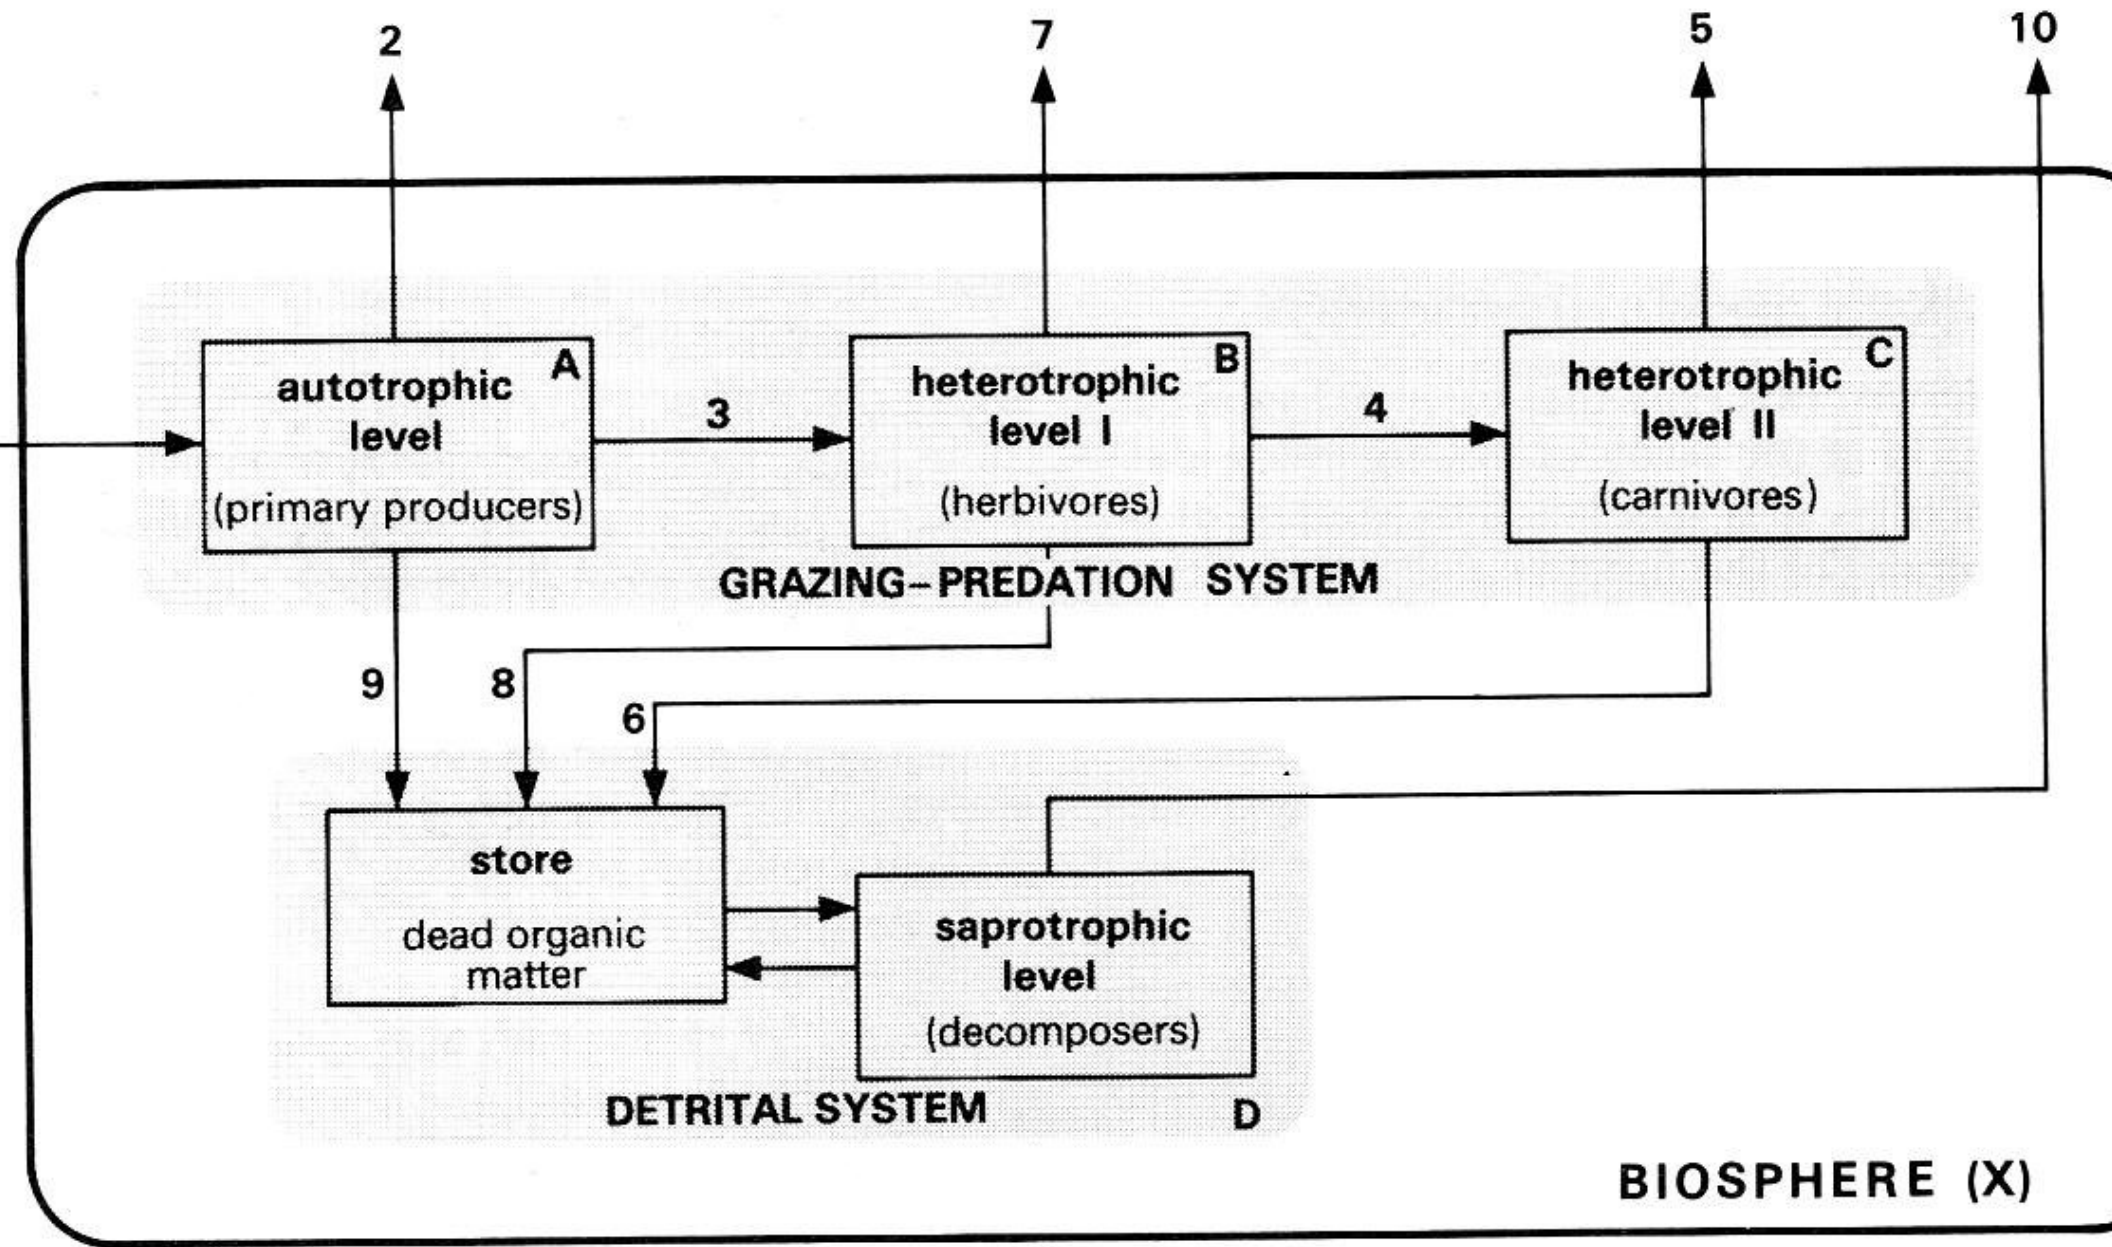 2
7
5
10
A
autotrophic
level
(primary producers)
3
B
heterotrophic
level I
(herbivores)
4
C
heterotrophic
level II
(carnivores)
GRAZING–PREDATION SYSTEM
9
8
6
store
dead organic
matter
saprotrophic
level
(decomposers)
DETRITAL SYSTEM
D
BIOSPHERE (X)